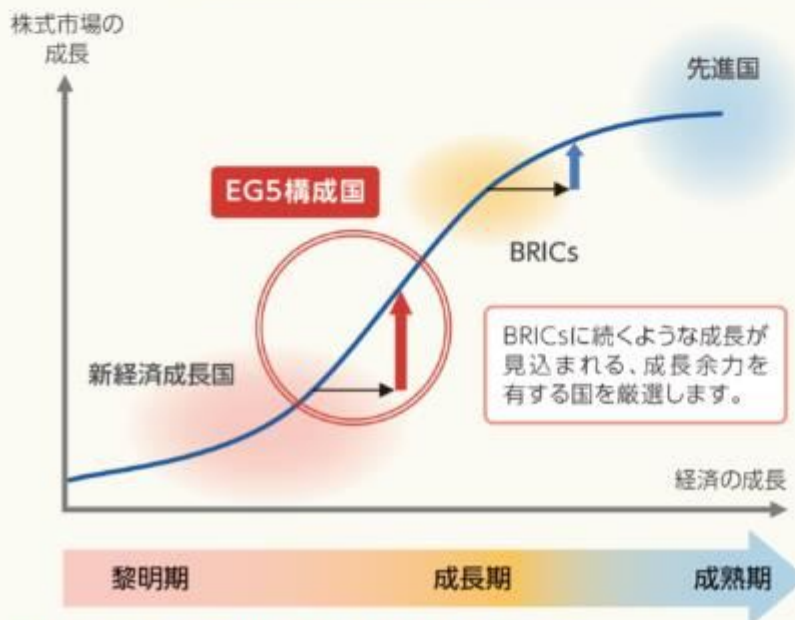 株式市場の
成長
先進国
EG5構成国
BRICs
新経済成長国
BRICsに続くような成長が
見込まれる、成長余力を
有する国を厳選します。
経済の成長
黎明期
成長期
成熟期